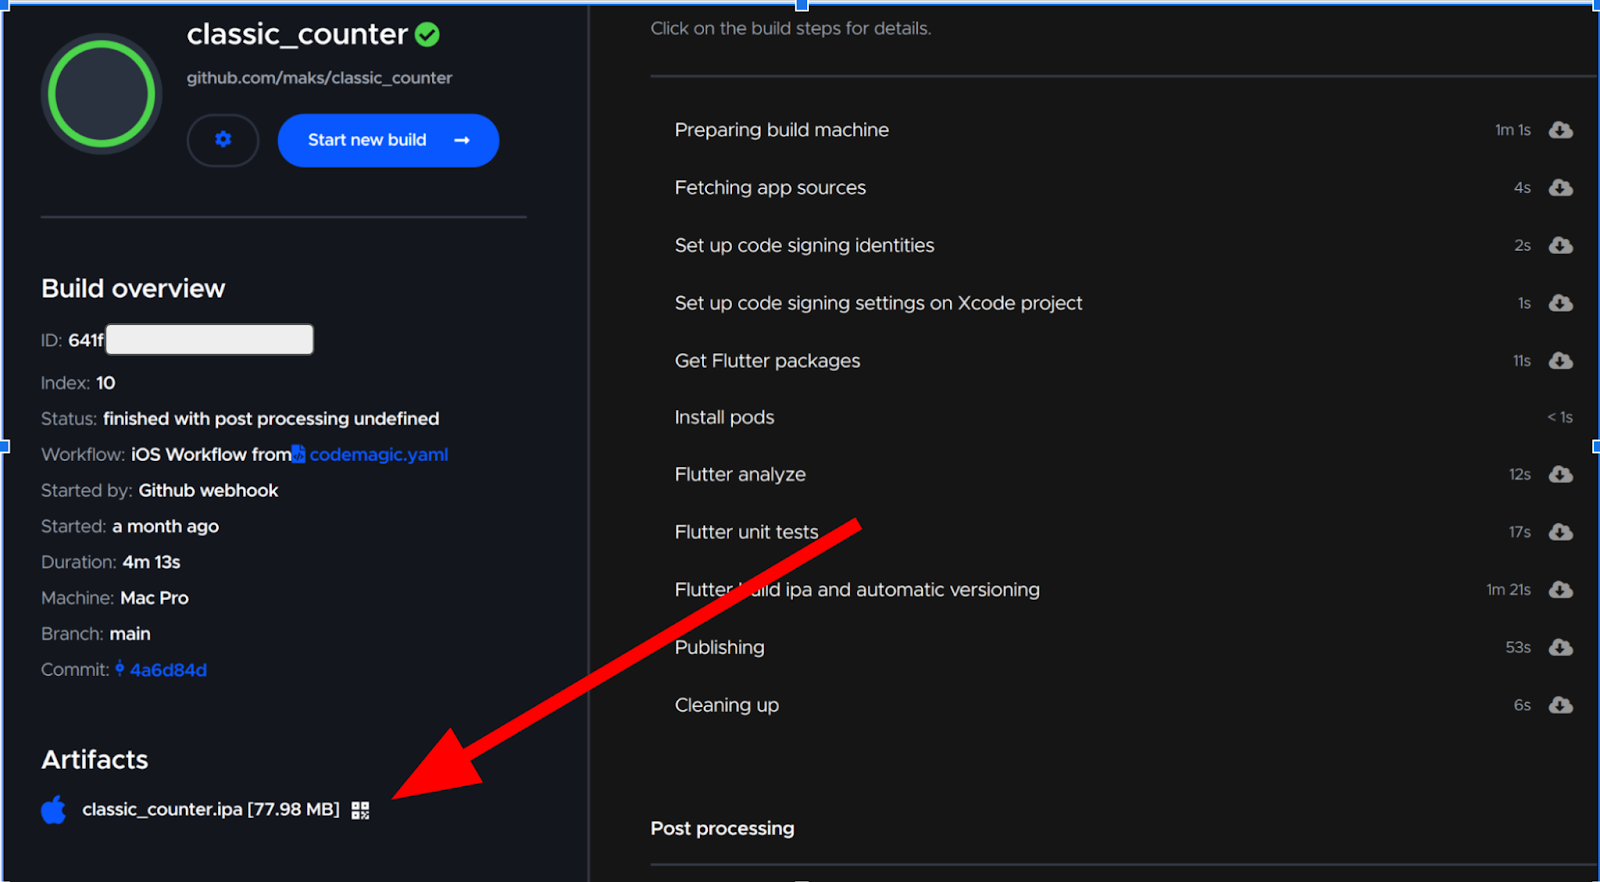 classic_counter
github.com/maks/classic_counter
Start new build
Build overview
ID: 641f
Index: 10
Status: finished with post processing undefined
Workflow: iOS Workflow from codemagic.yaml
Started by: Github webhook
Started: a month ago
Duration: 4m 13s
Machine: Mac Pro
Branch: main
Commit: 4a6d84d
Artifacts
classic_counter.ipa [77.98 MB]
Click on the build steps for details.
Preparing build machine 1m 1s
Fetching app sources 4s
Set up code signing identities 2s
Set up code signing settings on Xcode project 1s
Get Flutter packages 11s
Install pods < 1s
Flutter analyze 12s
Flutter unit tests 17s
Flutter build ipa and automatic versioning 1m 21s
Publishing 53s
Cleaning up 6s
Post processing